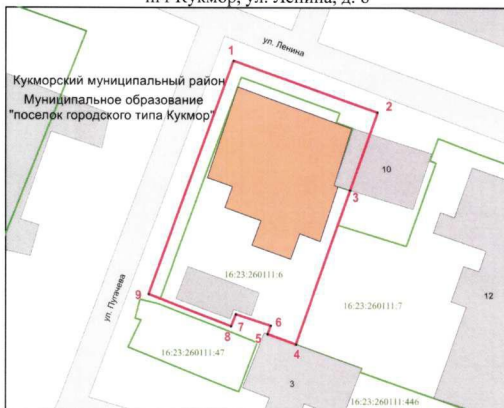 пгт Кукмор, ул. Ленина, д. 8
1
ул. Ленина
Кукморский муниципальный район
Муниципальное образование
"поселок городского типа Кукмор"
2
10
3
16:23:260111:6
16:23:260111:7
9
ул. Пугачева
12
7
6
8
5
4
16:23:260111:47
3
16:23:260111:446